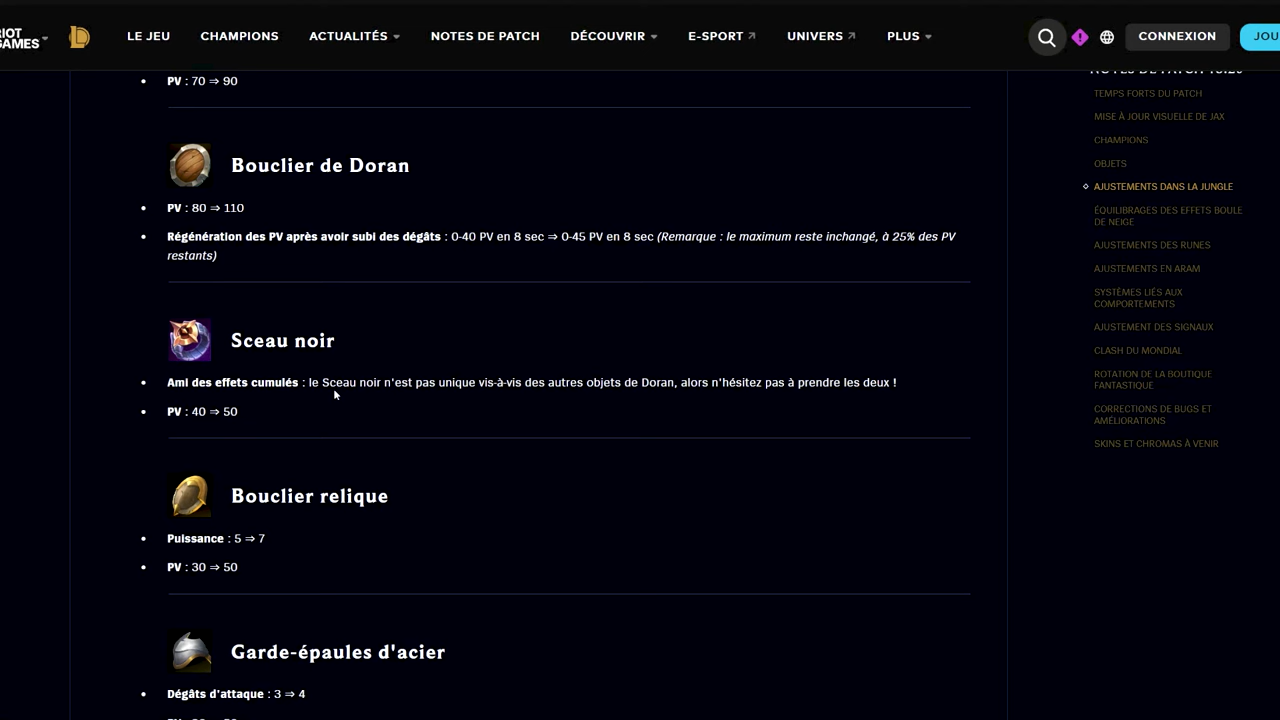 RIOT
GAMES
LE JEU
CHAMPIONS
ACTUALITÉS
NOTES DE PATCH
DÉCOUVRIR
E-SPORT
UNIVERS
PLUS
CONNEXION
JOU
PV : 70 ⇒ 90
Bouclier de Doran
PV : 80 ⇒ 110
Régénération des PV après avoir subi des dégâts : 0-40 PV en 8 sec ⇒ 0-45 PV en 8 sec (Remarque : le maximum reste inchangé, à 25% des PV
restants)
Sceau noir
Ami des effets cumulés : le Sceau noir n'est pas unique vis-à-vis des autres objets de Doran, alors n'hésitez pas à prendre les deux !
PV : 40 ⇒ 50
Bouclier relique
Puissance : 5 ⇒ 7
PV : 30 ⇒ 50
Garde-épaules d'acier
Dégâts d'attaque : 3 ⇒ 4
NOTES DE PATCH
TEMPS FORTS DU PATCH
MISE À JOUR VISUELLE DE JAX
CHAMPIONS
OBJETS
AJUSTEMENTS DANS LA JUNGLE
ÉQUILIBRAGES DES EFFETS BOULE
DE NEIGE
AJUSTEMENTS DES RUNES
AJUSTEMENTS EN ARAM
SYSTÈMES LIÉS AUX
COMPORTEMENTS
AJUSTEMENT DES SIGNAUX
CLASH DU MONDIAL
ROTATION DE LA BOUTIQUE
FANTASTIQUE
CORRECTIONS DE BUGS ET
AMÉLIORATIONS
SKINS ET CHROMAS À VENIR